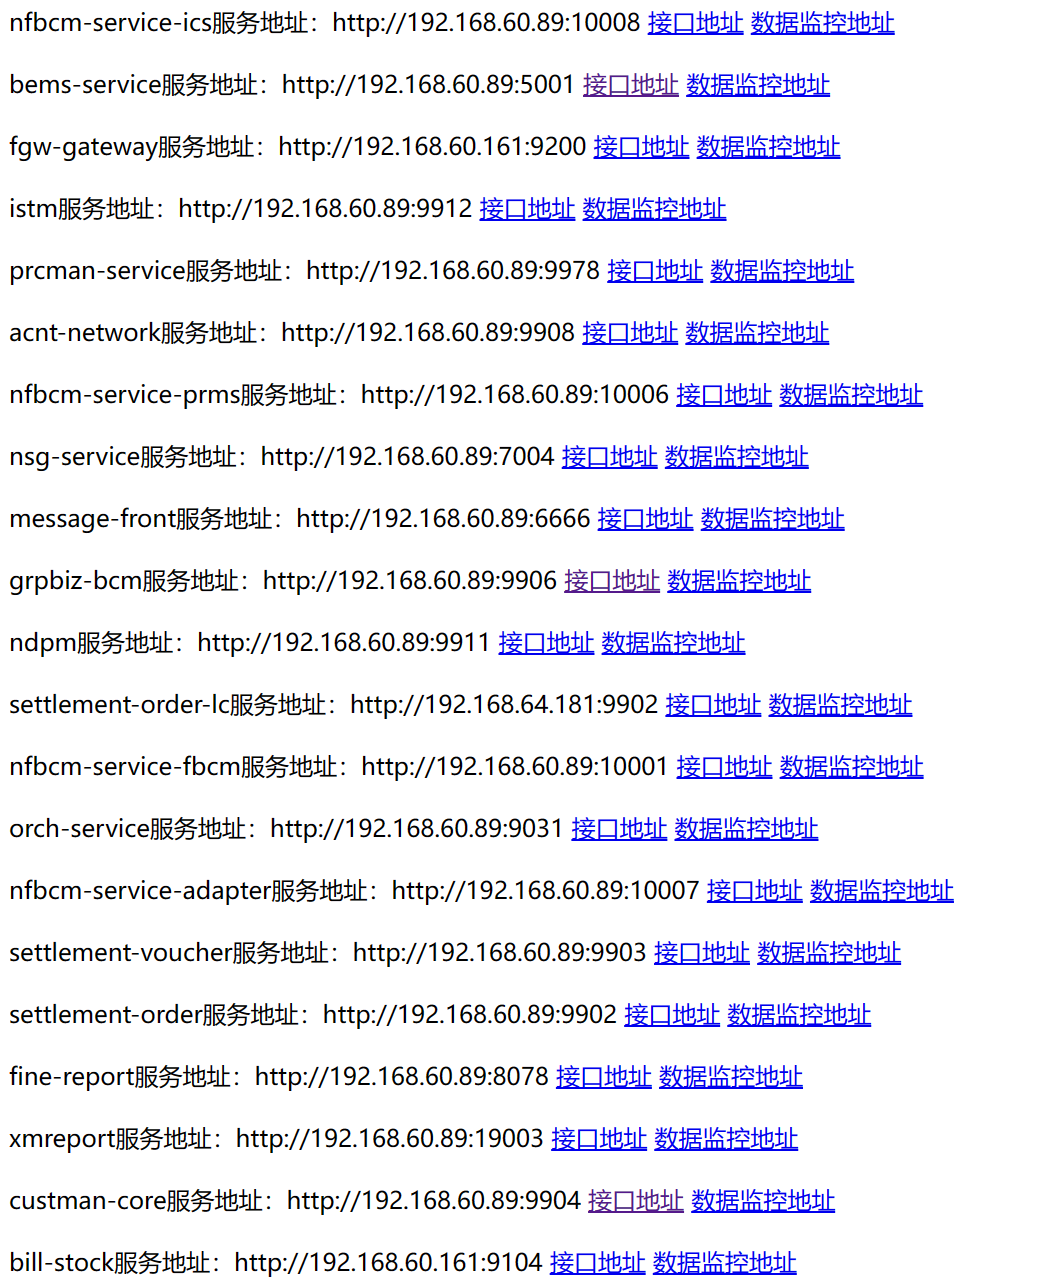 nfbcm-service-ics服务地址：http://192.168.60.89:10008 接口地址 数据监控地址
bems-service服务地址：http://192.168.60.89:5001 接口地址 数据监控地址
fgw-gateway服务地址：http://192.168.60.161:9200 接口地址 数据监控地址
istm服务地址：http://192.168.60.89:9912 接口地址 数据监控地址
prcman-service服务地址：http://192.168.60.89:9978 接口地址 数据监控地址
acnt-network服务地址：http://192.168.60.89:9908 接口地址 数据监控地址
nfbcm-service-prms服务地址：http://192.168.60.89:10006 接口地址 数据监控地址
nsg-service服务地址：http://192.168.60.89:7004 接口地址 数据监控地址
message-front服务地址：http://192.168.60.89:6666 接口地址 数据监控地址
grpbiz-bcm服务地址：http://192.168.60.89:9906 接口地址 数据监控地址
ndpm服务地址：http://192.168.60.89:9911 接口地址 数据监控地址
settlement-order-lc服务地址：http://192.168.64.181:9902 接口地址 数据监控地址
nfbcm-service-fbcm服务地址：http://192.168.60.89:10001 接口地址 数据监控地址
orch-service服务地址：http://192.168.60.89:9031 接口地址 数据监控地址
nfbcm-service-adapter服务地址：http://192.168.60.89:10007 接口地址 数据监控地址
settlement-voucher服务地址：http://192.168.60.89:9903 接口地址 数据监控地址
settlement-order服务地址：http://192.168.60.89:9902 接口地址 数据监控地址
fine-report服务地址：http://192.168.60.89:8078 接口地址 数据监控地址
xmreport服务地址：http://192.168.60.89:19003 接口地址 数据监控地址
custman-core服务地址：http://192.168.60.89:9904 接口地址 数据监控地址
bill-stock服务地址：http://192.168.60.161:9104 接口地址 数据监控地址